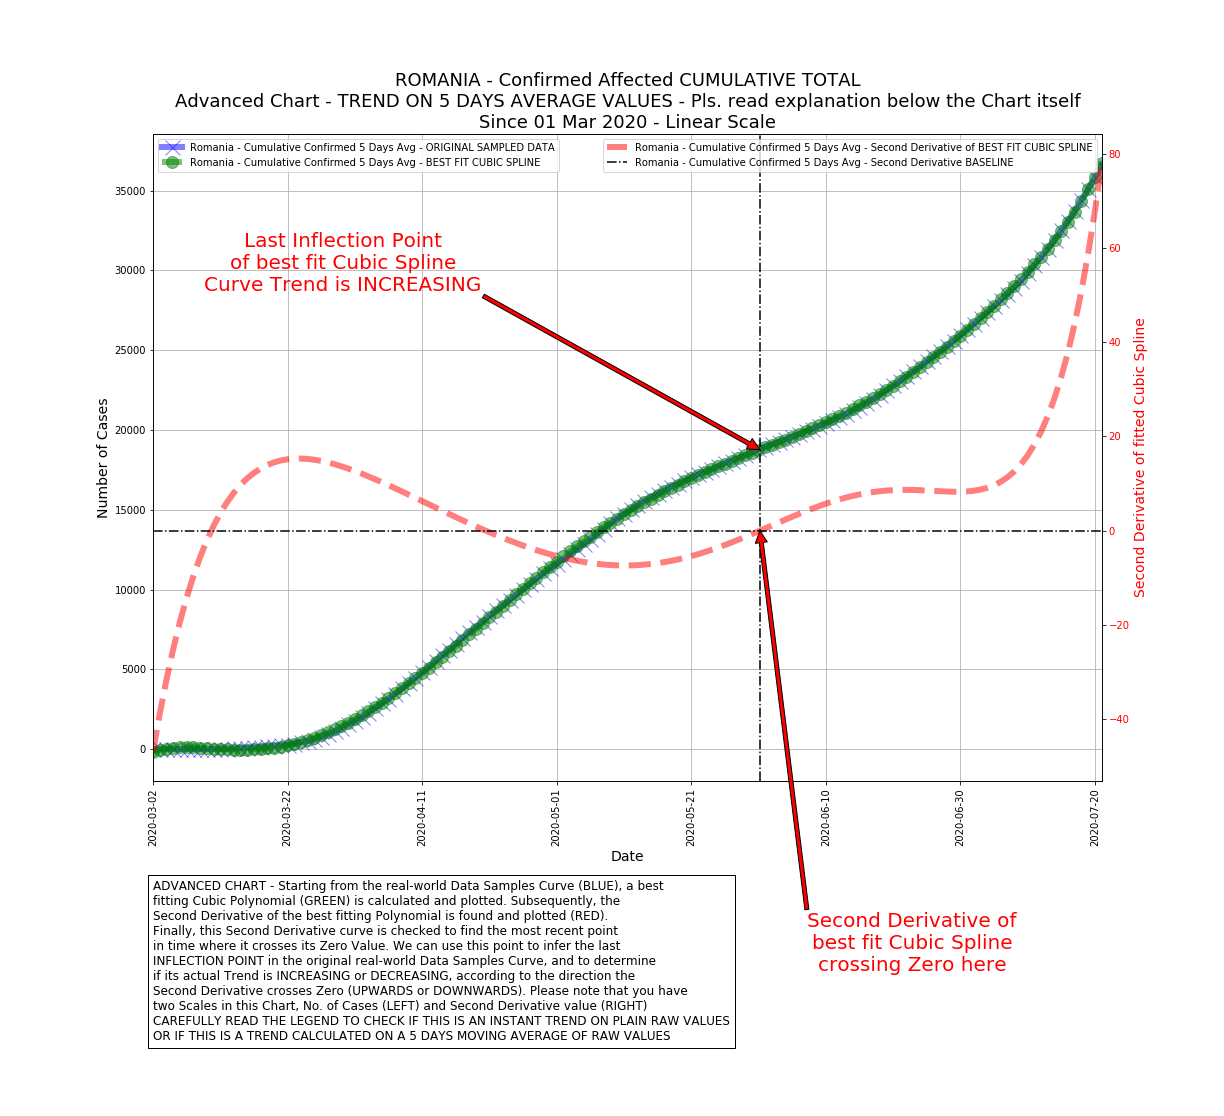 ROMANIA - Confirmed Affected CUMULATIVE TOTAL
Advanced Chart - TREND ON 5 DAYS AVERAGE VALUES - Pls. read explanation below the Chart itself
Since 01 Mar 2020 - Linear Scale
Romania - Cumulative Confirmed 5 Days Avg - ORIGINAL SAMPLED DATA
Romania - Cumulative Confirmed 5 Days Avg - BEST FIT CUBIC SPLINE
Romania - Cumulative Confirmed 5 Days Avg - Second Derivative of BEST FIT CUBIC SPLINE
Romania - Cumulative Confirmed 5 Days Avg - Second Derivative BASELINE
Last Inflection Point
of best fit Cubic Spline
Curve Trend is INCREASING
Number of Cases
35000
30000
25000
20000
15000
10000
5000
0
80
60
40
20
0
−20
−40
Second Derivative of fitted Cubic Spline
2020-03-02
2020-03-22
2020-04-11
2020-05-01
2020-05-21
2020-06-10
2020-06-30
2020-07-20
Date
ADVANCED CHART - Starting from the real-world Data Samples Curve (BLUE), a best
fitting Cubic Polynomial (GREEN) is calculated and plotted. Subsequently, the
Second Derivative of the best fitting Polynomial is found and plotted (RED).
Finally, this Second Derivative curve is checked to find the most recent point
in time where it crosses its Zero Value. We can use this point to infer the last
INFLECTION POINT in the original real-world Data Samples Curve, and to determine
if its actual Trend is INCREASING or DECREASING, according to the direction the
Second Derivative crosses Zero (UPWARDS or DOWNWARDS). Please note that you have
two Scales in this Chart, No. of Cases (LEFT) and Second Derivative value (RIGHT)
CAREFULLY READ THE LEGEND TO CHECK IF THIS IS AN INSTANT TREND ON PLAIN RAW VALUES
OR IF THIS IS A TREND CALCULATED ON A 5 DAYS MOVING AVERAGE OF RAW VALUES
Second Derivative of
best fit Cubic Spline
crossing Zero here